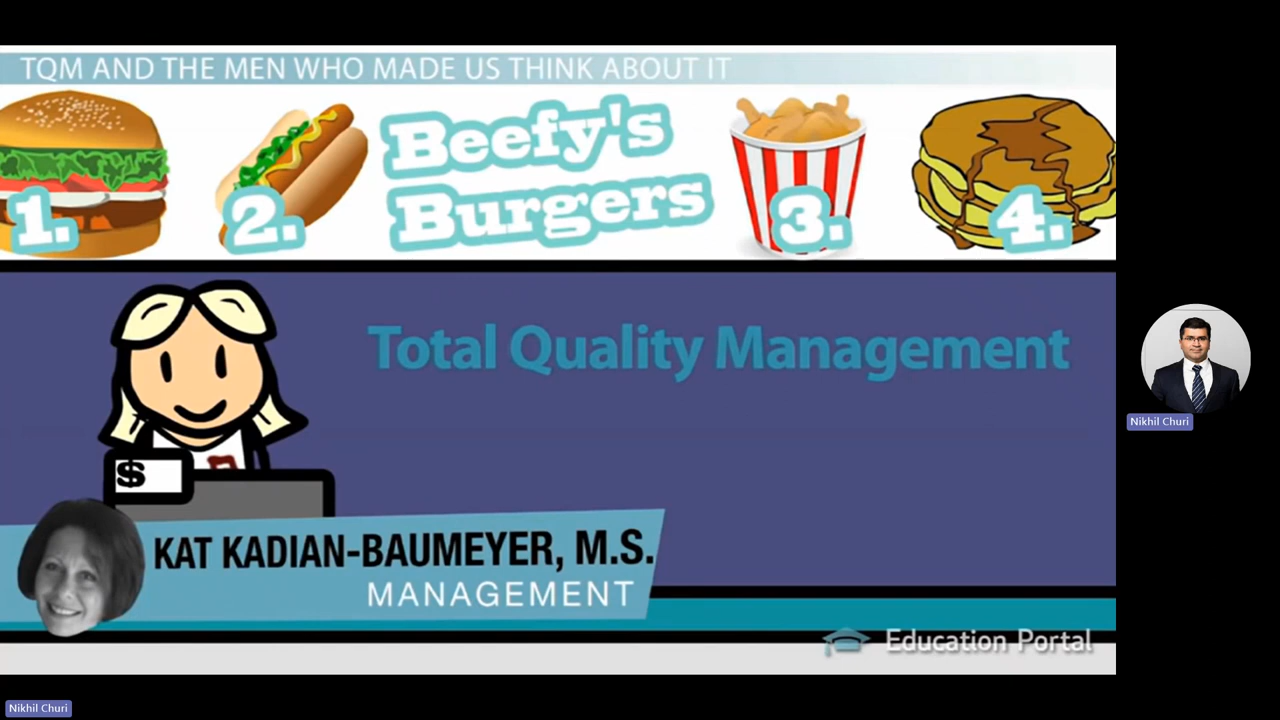 TQM AND THE MEN WHO MADE US THINK ABOUT IT
Beefy's
Burgers
1.
2.
3.
4.
Total Quality Management
$
KAT KADIAN-BAUMEYER, M.S.
MANAGEMENT
Education Portal
Nikhil Churi
Nikhil Churi